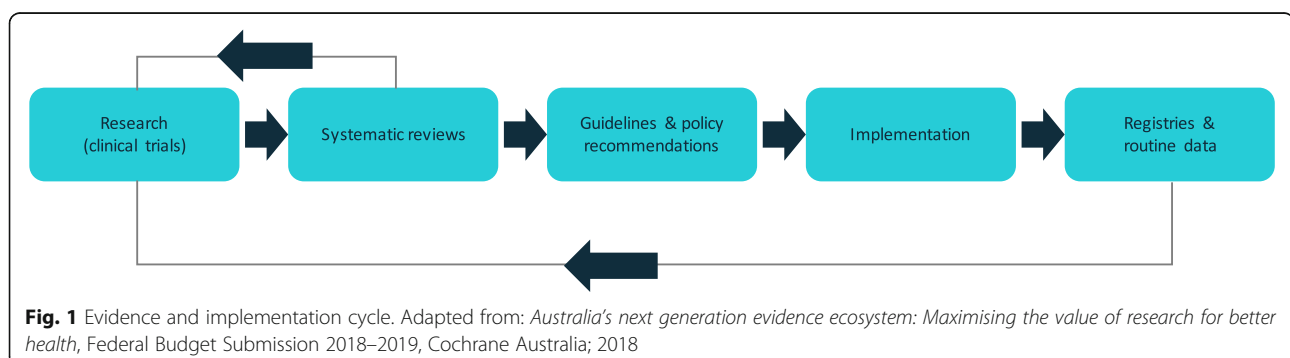 Research
(clinical trials)
Systematic reviews
Guidelines & policy
recommendations
Implementation
Registries &
routine data
Fig. 1 Evidence and implementation cycle. Adapted from: Australia's next generation evidence ecosystem: Maximising the value of research for better
health, Federal Budget Submission 2018–2019, Cochrane Australia; 2018